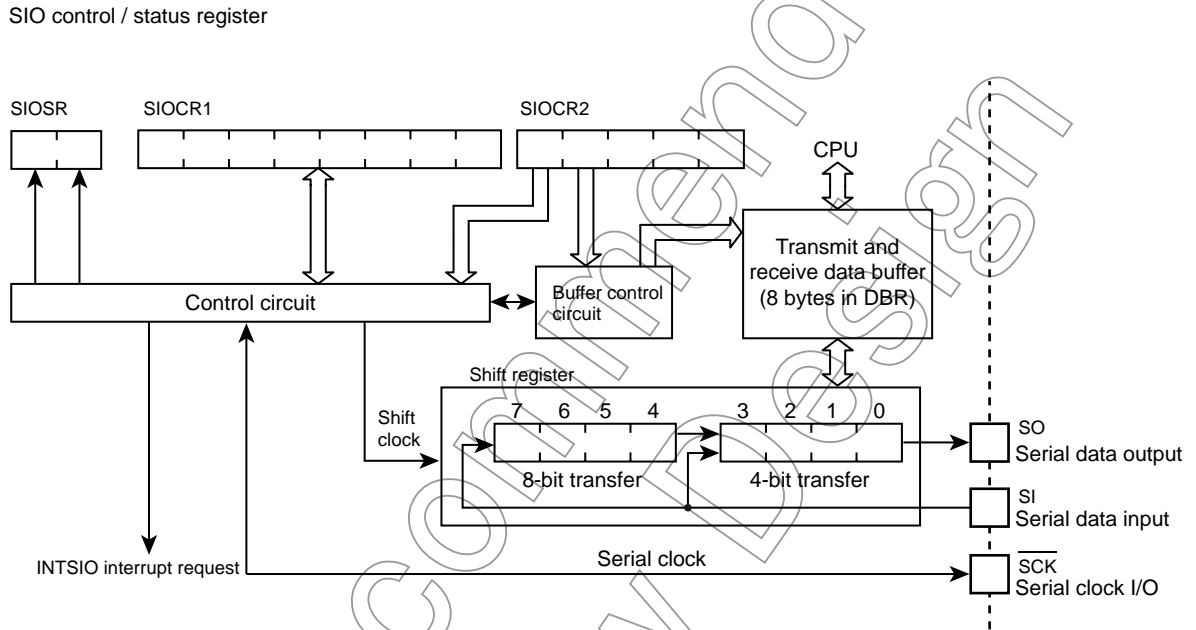 SIO control / status register
SIOSR
SIOCR1
SIOCR2
CPU
Transmit and
receive data buffer
(8 bytes in DBR)
Control circuit
Buffer control
circuit
Shift register
Shift
clock
7 6 5 4 3 2 1 0
8-bit transfer
4-bit transfer
SO
Serial data output
SI
Serial data input
INTSIO interrupt request
Serial clock
SCK
Serial clock I/O